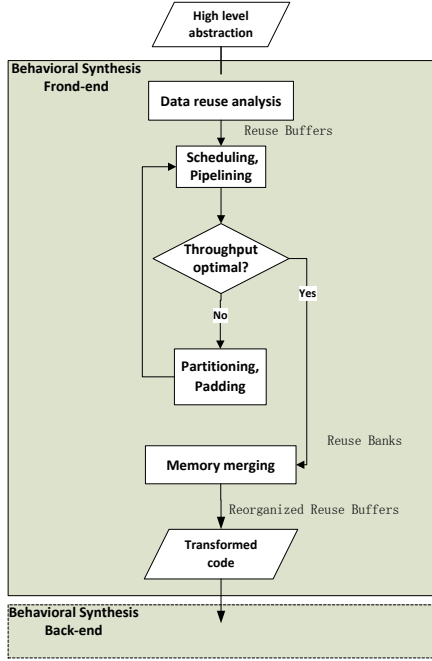 High level
abstraction
Behavioral Synthesis
Frond-end
Data reuse analysis
Reuse Buffers
Scheduling,
Pipelining
Throughput
optimal?
Yes
No
Partitioning,
Padding
Reuse Banks
Memory merging
Reorganized Reuse Buffers
Transformed
code
Behavioral Synthesis
Back-end